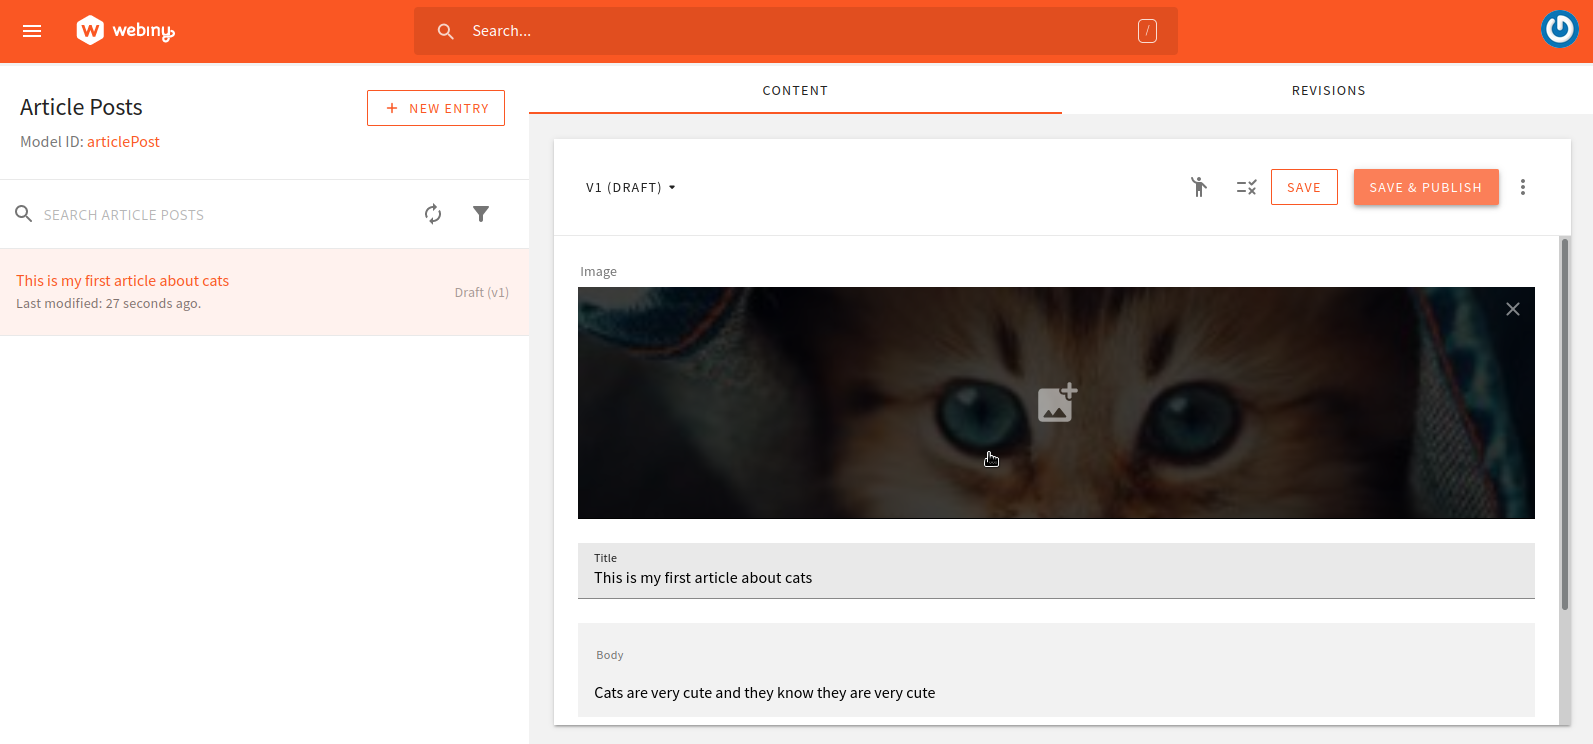 webiny
Search...
/
Article Posts
NEW ENTRY
Model ID: articlePost
SEARCH ARTICLE POSTS
This is my first article about cats
Last modified: 27 seconds ago.
Draft (v1)
CONTENT
REVISIONS
V1 (DRAFT)
SAVE
SAVE & PUBLISH
Image
Title
This is my first article about cats
Body
Cats are very cute and they know they are very cute